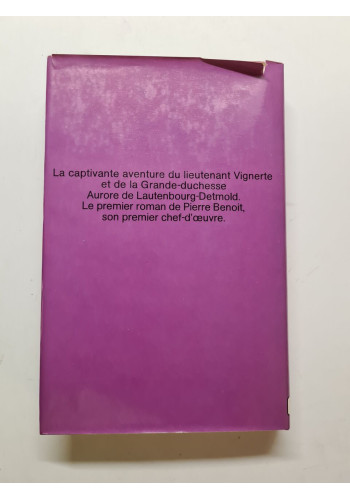 La captivante aventure du lieutenant Vignerte
et de la Grande-duchesse
Aurore de Lautenbourg-Detmold.
Le premier roman de Pierre Benoit,
son premier chef-d'œuvre.